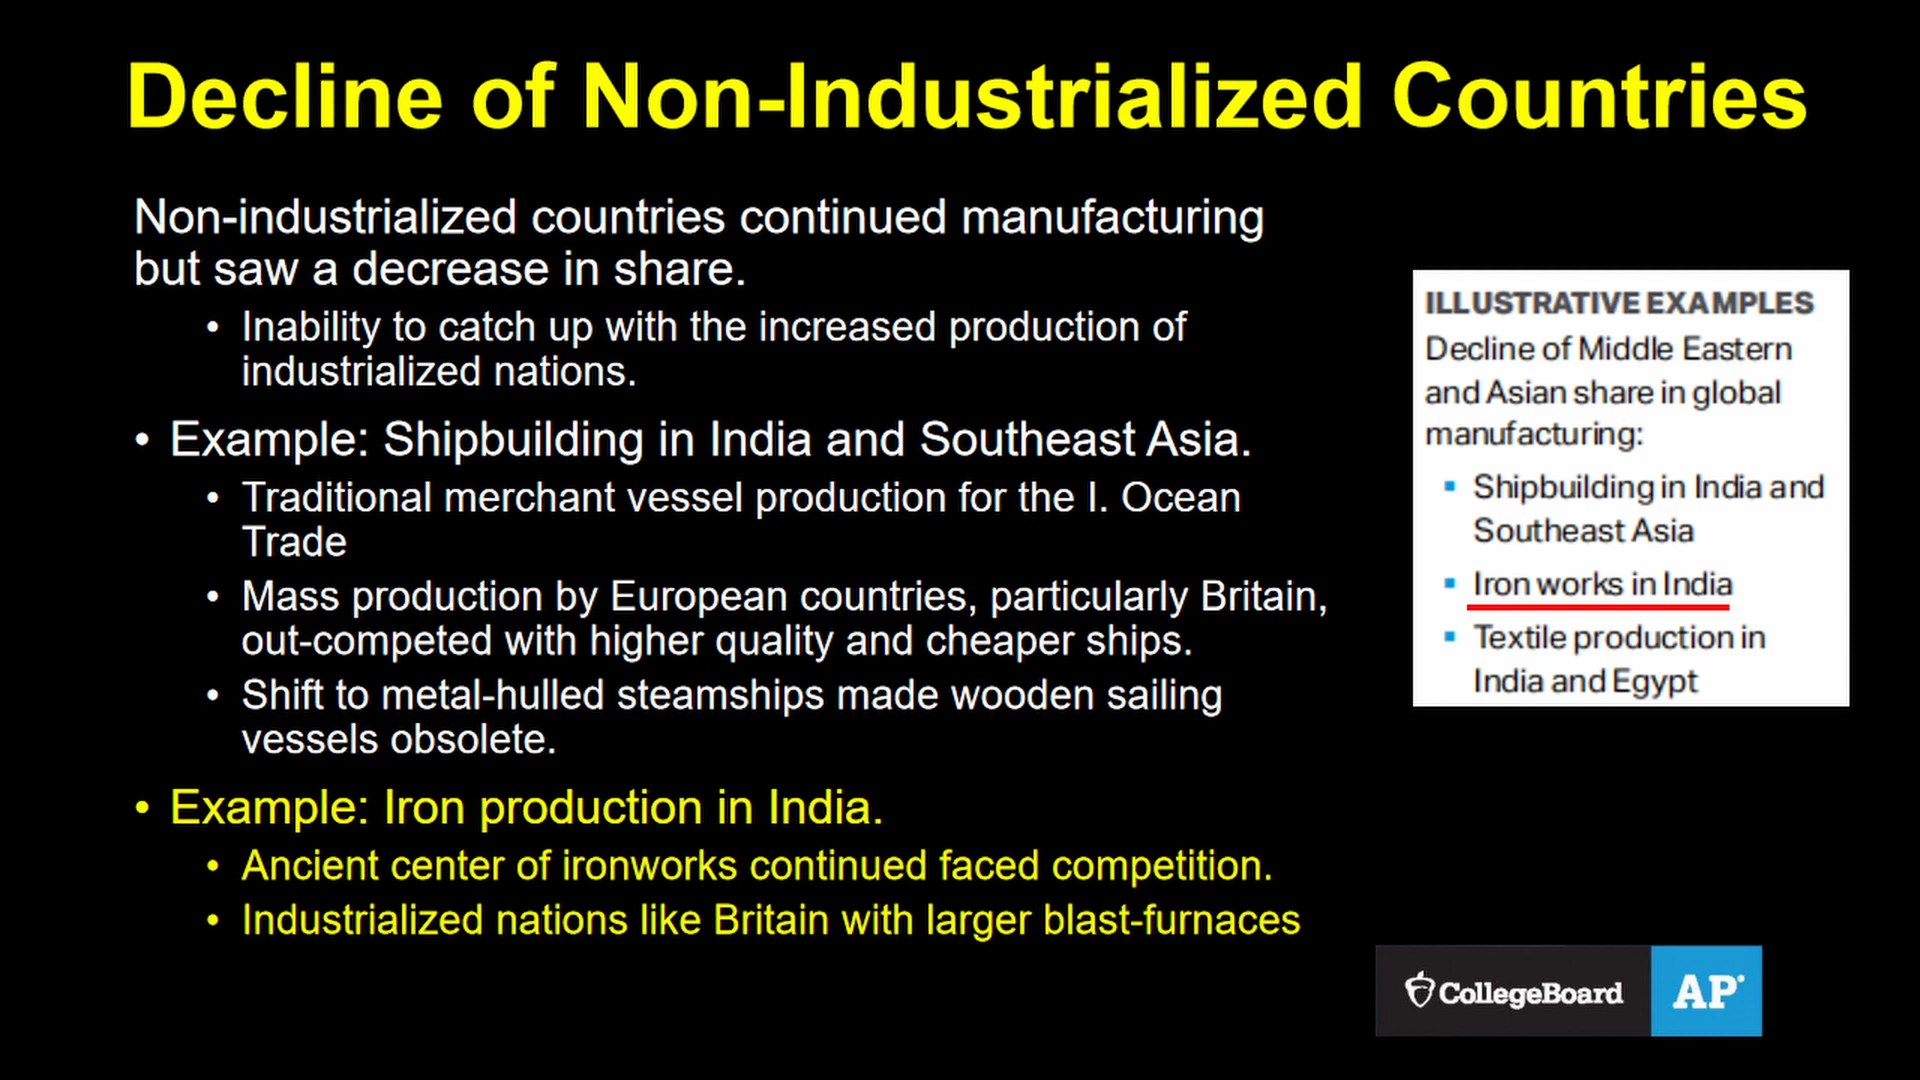 Decline of Non-Industrialized Countries
Non-industrialized countries continued manufacturing
but saw a decrease in share.
• Inability to catch up with the increased production of
industrialized nations.
• Example: Shipbuilding in India and Southeast Asia.
• Traditional merchant vessel production for the I. Ocean
Trade
• Mass production by European countries, particularly Britain,
out-competed with higher quality and cheaper ships.
• Shift to metal-hulled steamships made wooden sailing
vessels obsolete.
• Example: Iron production in India.
• Ancient center of ironworks continued faced competition.
• Industrialized nations like Britain with larger blast-furnaces
ILLUSTRATIVE EXAMPLES
Decline of Middle Eastern
and Asian share in global
manufacturing:
▪ Shipbuilding in India and
Southeast Asia
▪ Iron works in India
▪ Textile production in
India and Egypt
CollegeBoard
AP